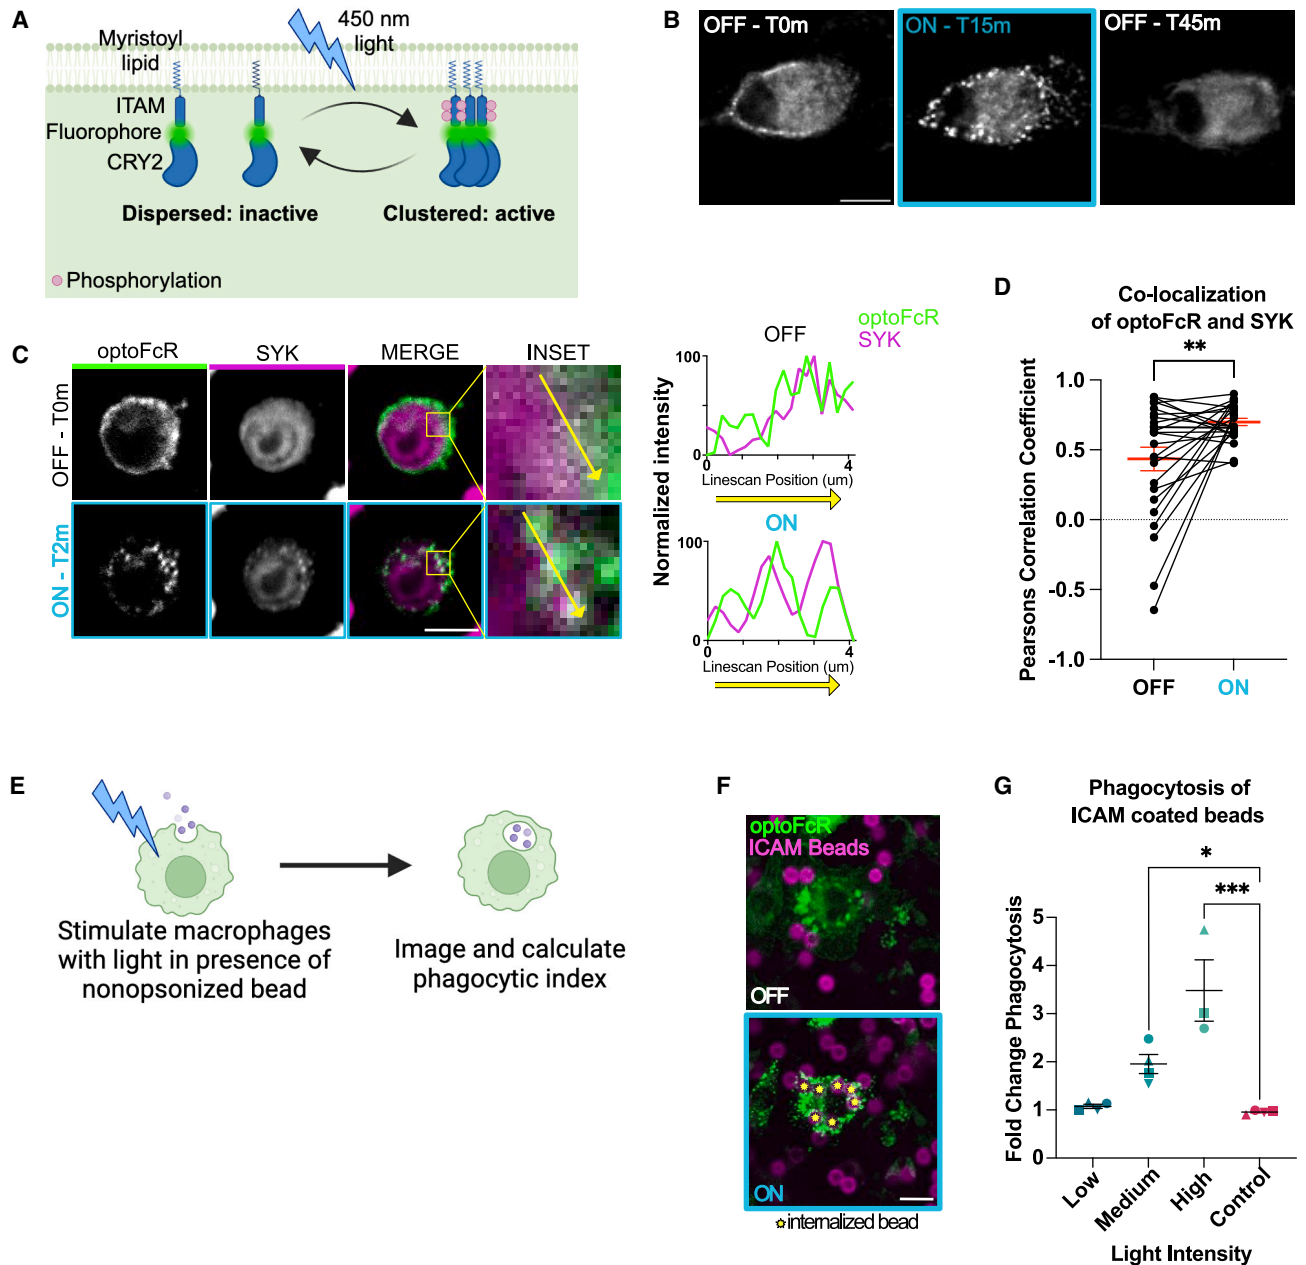 A
450 nm
light
Myristoyl
lipid
ITAM
Fluorophore
CRY2
Dispersed: inactive
Clustered: active
Phosphorylation
B
OFF - T0m
ON - T15m
OFF - T45m
C
optoFcR
SYK
MERGE
INSET
OFF - T0m
ON - T2m
optoFcR
SYK
OFF
100
0
0
4
Linescan Position (um)
Normalized intensity
ON
100
0
0
4
Linescan Position (um)
D
Co-localization
of optoFcR and SYK
**
Pearsons Correlation Coefficient
1.0
0.5
0.0
-0.5
-1.0
OFF
ON
E
Stimulate macrophages
with light in presence of
nonopsonized bead
Image and calculate
phagocytic index
F
optoFcR
ICAM Beads
OFF
ON
internalized bead
G
Phagocytosis of
ICAM coated beads
*
***
Fold Change Phagocytosis
5
4
3
2
1
0
Low
Medium
High
Control
Light Intensity